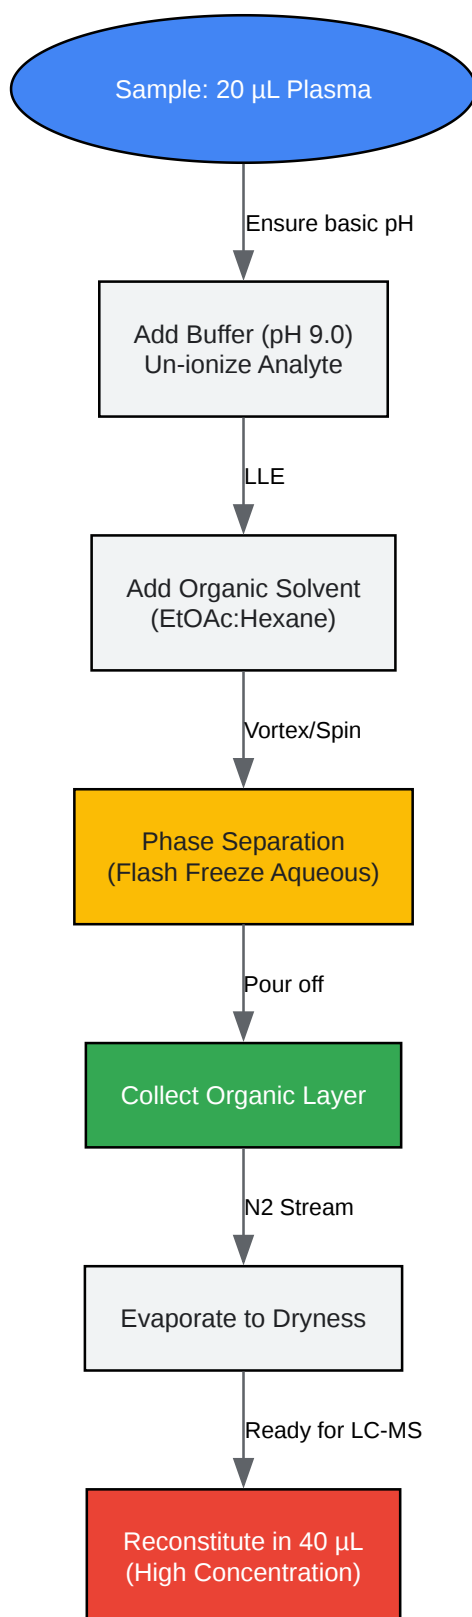 Sample: 20 µL Plasma
Ensure basic pH
Add Buffer (pH 9.0)
Un-ionize Analyte
LLE
Add Organic Solvent
(EtOAc:Hexane)
Vortex/Spin
Phase Separation
(Flash Freeze Aqueous)
Pour off
Collect Organic Layer
N2 Stream
Evaporate to Dryness
Ready for LC-MS
Reconstitute in 40 µL
(High Concentration)